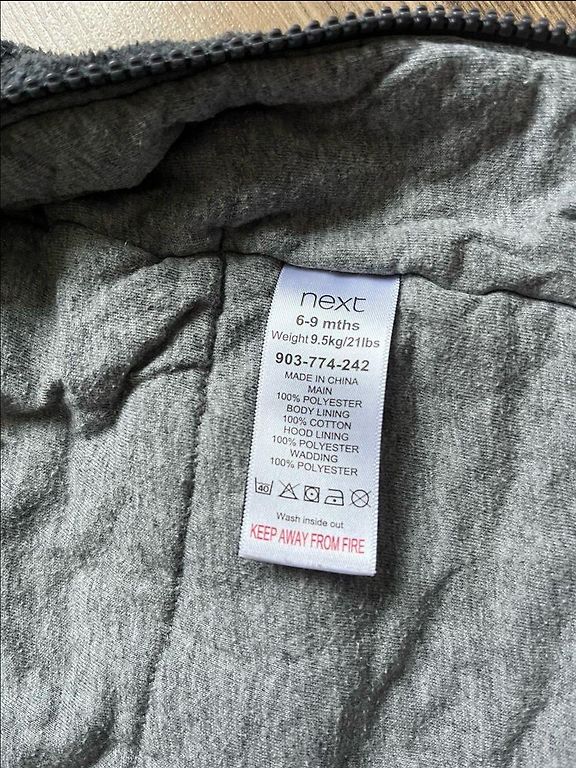 next
6-9 mths
Weight 9.5kg/21lbs
903-774-242
MADE IN CHINA
MAIN
100% POLYESTER
BODY LINING
100% COTTON
HOOD LINING
100% POLYESTER
WADDING
100% POLYESTER
40
Wash inside out
KEEP AWAY FROM FIRE